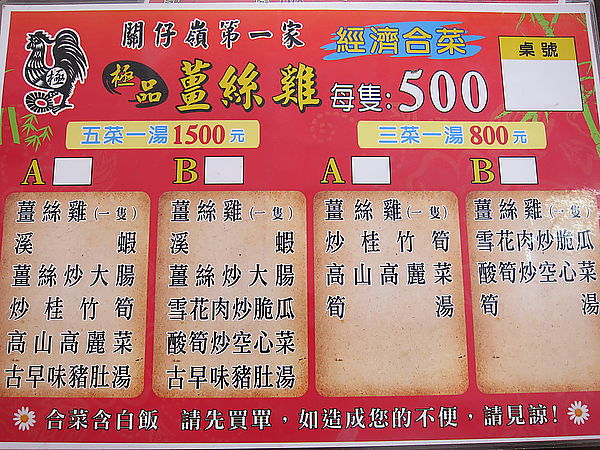 關仔嶺第一家
極
極品 薑絲雞 每隻:500
經濟合菜
桌號
五菜一湯1500元
A
B
薑絲雞(一隻)
溪蝦
薑絲炒大腸
炒桂竹筍
高山高麗菜
古早味豬肚湯
薑絲雞(一隻)
溪蝦
薑絲炒大腸
雪花肉炒脆瓜
酸筍炒空心菜
古早味豬肚湯
三菜一湯800元
A
B
薑絲雞(一隻)
炒桂竹筍
高山高麗菜
筍湯
薑絲雞(一隻)
雪花肉炒脆瓜
酸筍炒空心菜
筍湯
合菜含白飯 請先買單,如造成您的不便,請見諒!